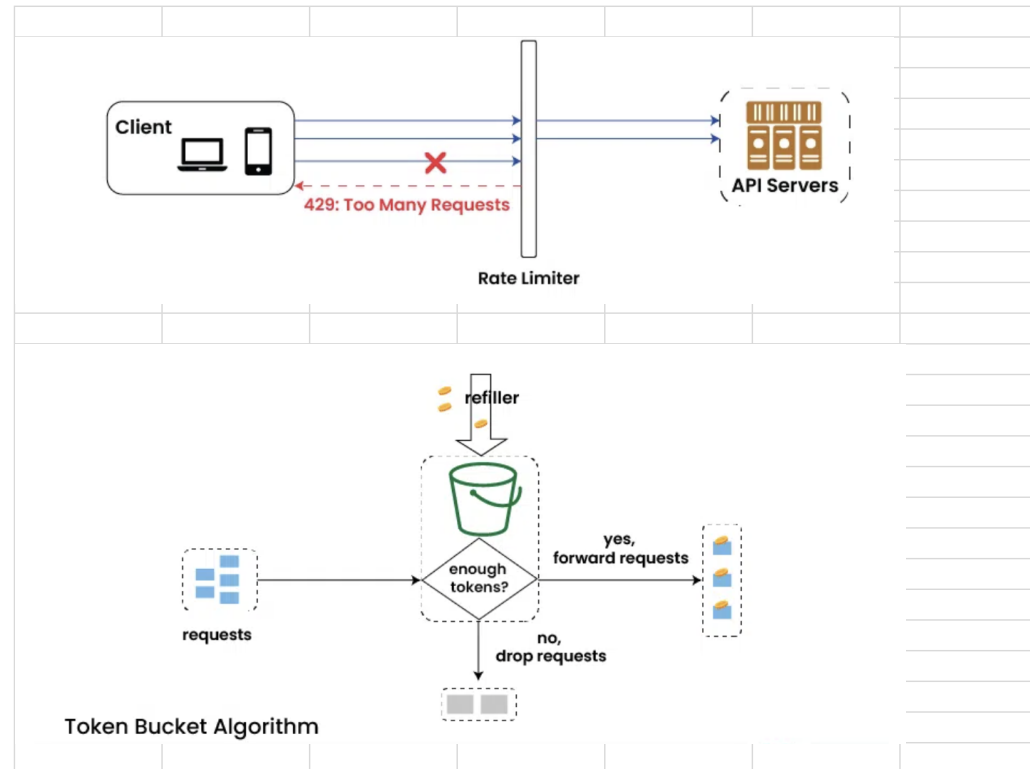 Client
429: Too Many Requests
API Servers
Rate Limiter
refiller
enough
tokens?
yes,
forward requests
requests
no,
drop requests
Token Bucket Algorithm